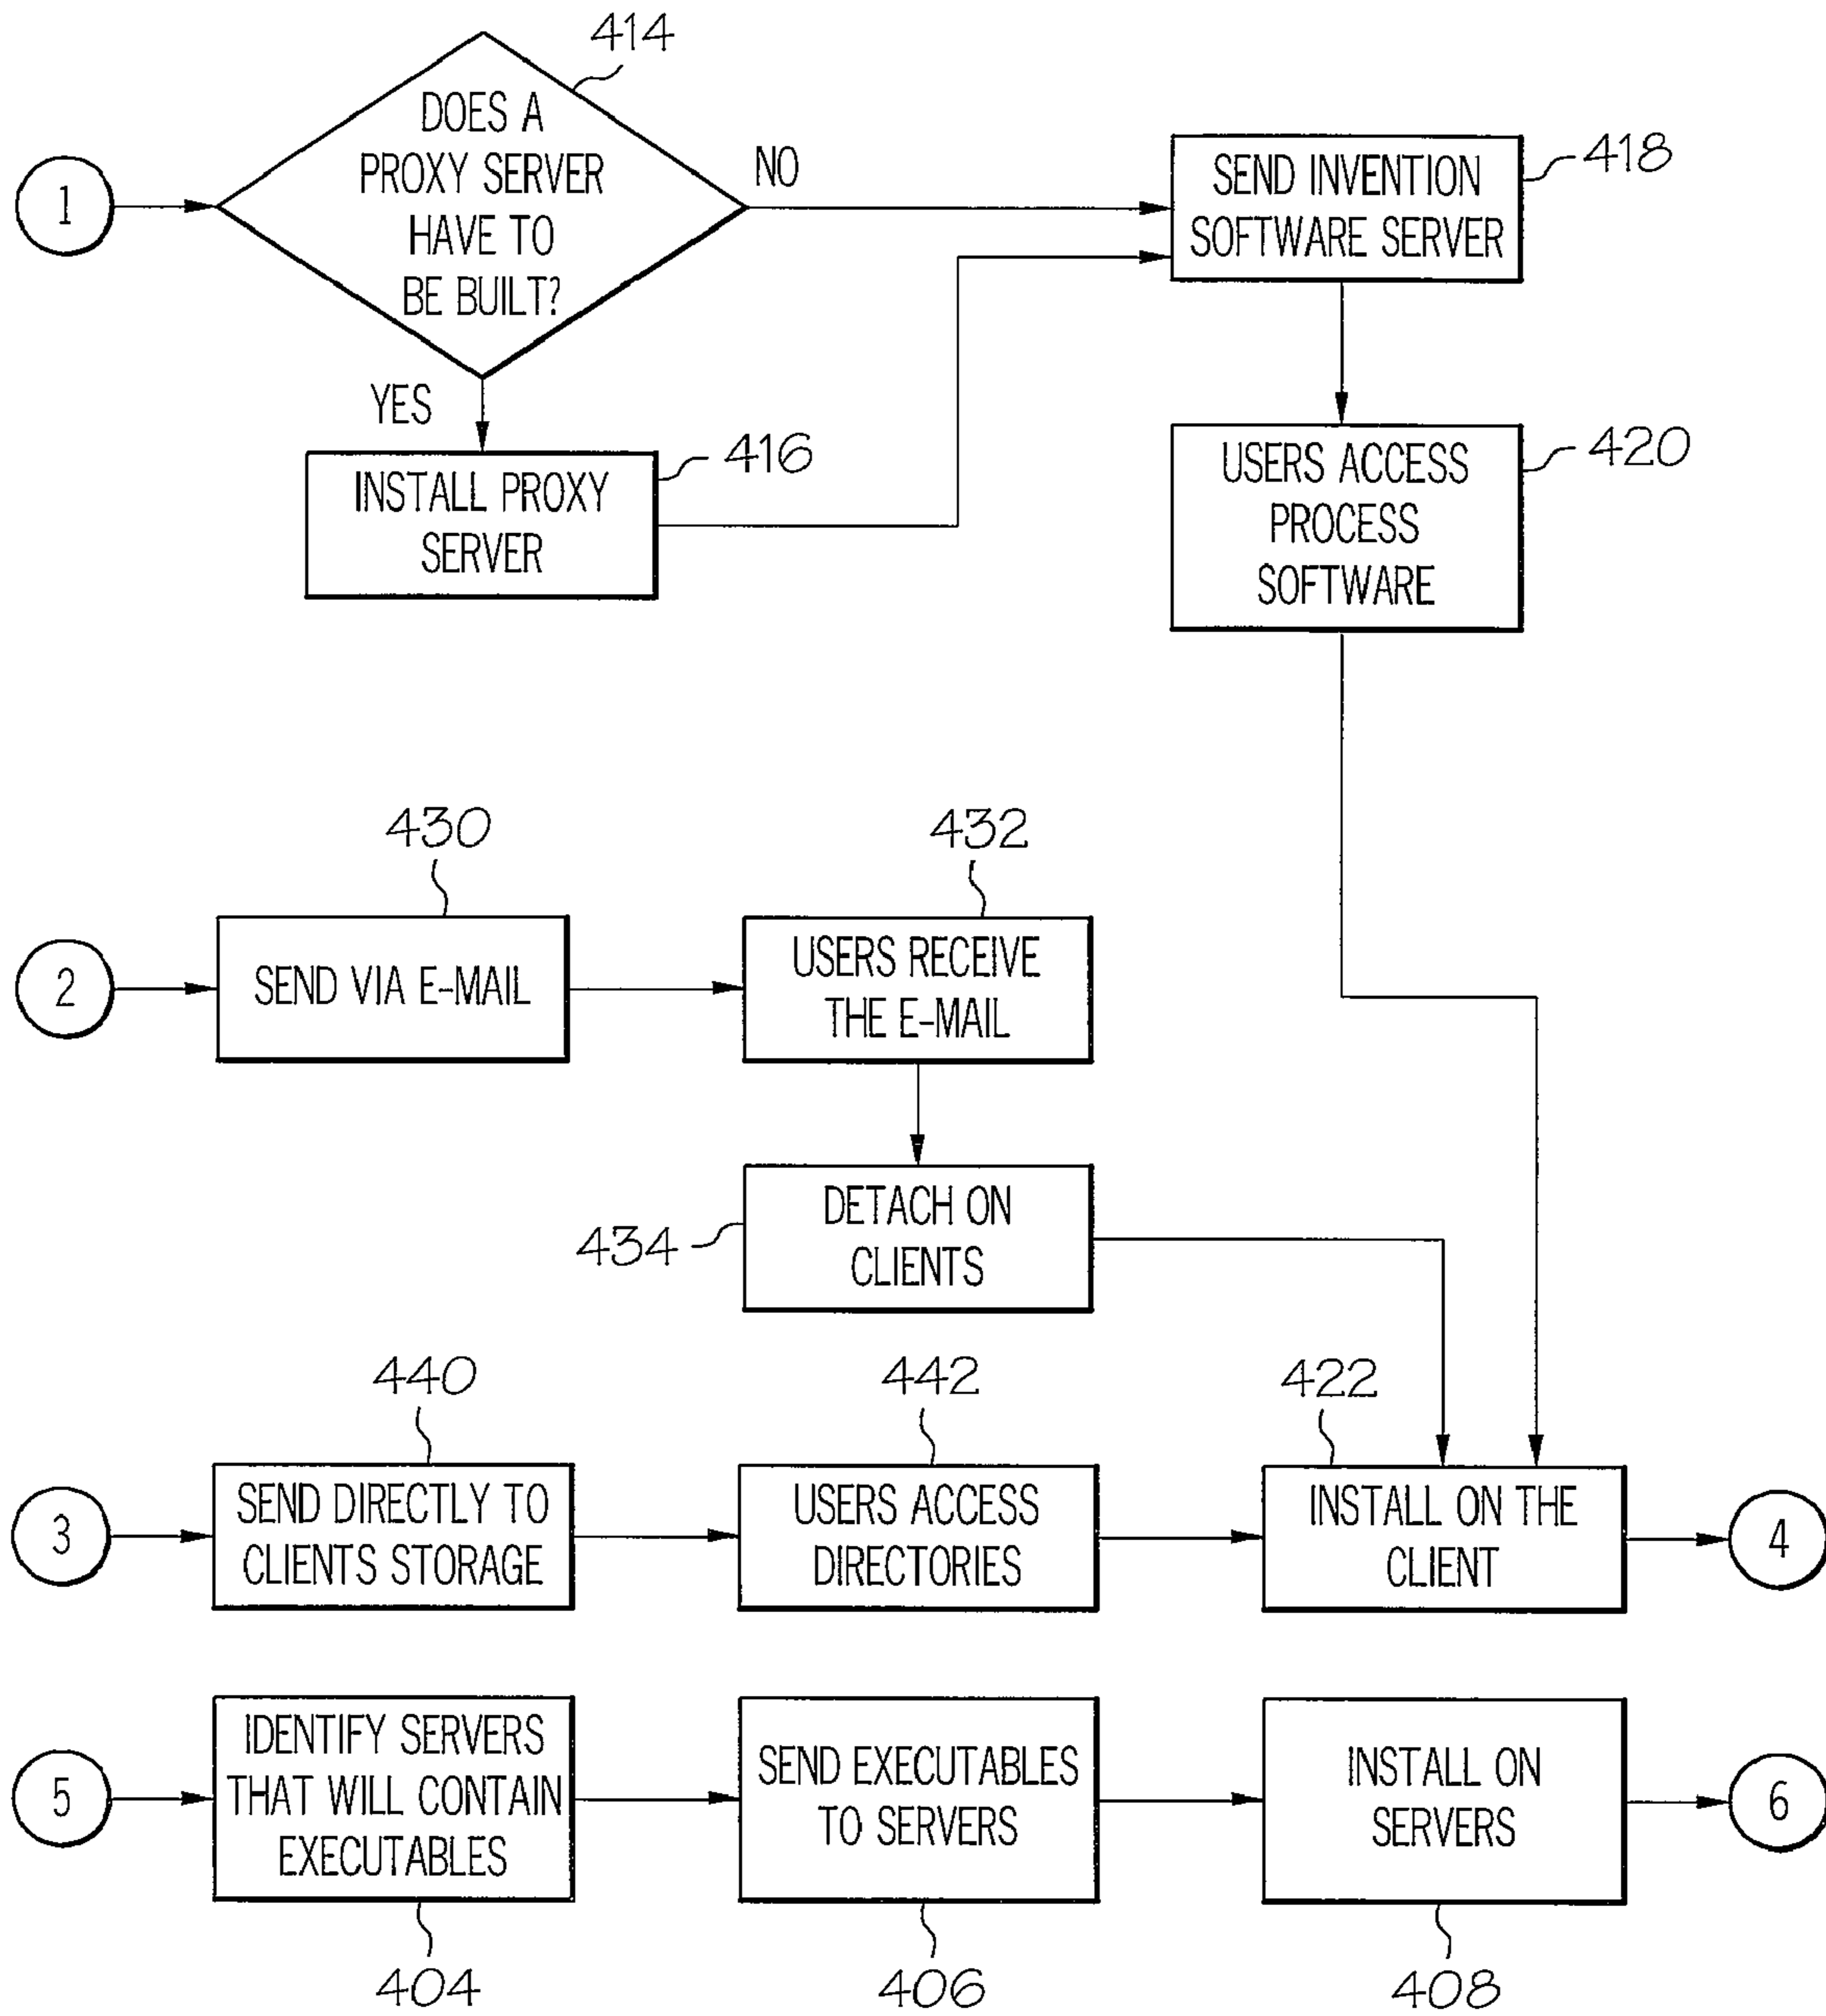 414
DOES A
PROXY SERVER
HAVE TO
BE BUILT?
1
NO
SEND INVENTION
SOFTWARE SERVER
418
YES
INSTALL PROXY
SERVER
416
USERS ACCESS
PROCESS
SOFTWARE
420
430
432
2
SEND VIA E-MAIL
USERS RECEIVE
THE E-MAIL
DETACH ON
CLIENTS
434
440
442
422
3
SEND DIRECTLY TO
CLIENTS STORAGE
USERS ACCESS
DIRECTORIES
INSTALL ON THE
CLIENT
4
5
IDENTIFY SERVERS
THAT WILL CONTAIN
EXECUTABLES
SEND EXECUTABLES
TO SERVERS
INSTALL ON
SERVERS
6
404
406
408